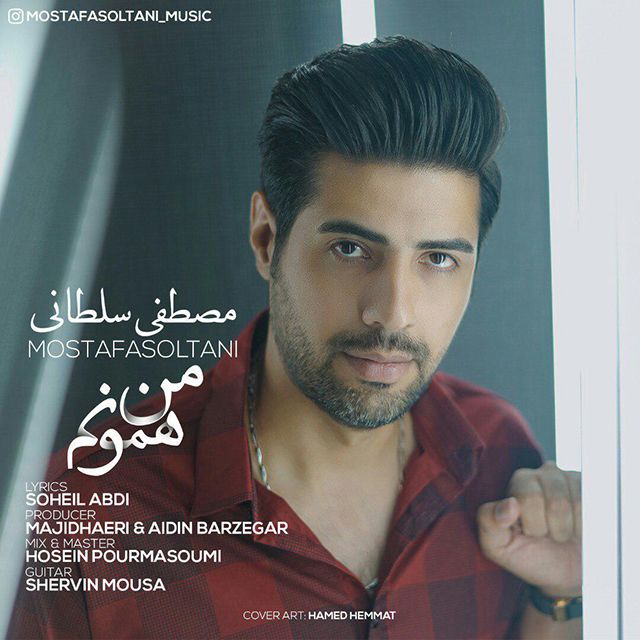 MOSTAFASOLTANI_MUSIC
مصطفی سلطانی
MOSTAFASOLTANI
من
همونم
LYRICS
SOHEIL ABDI
PRODUCER
MAJIDHAERI & AIDIN BARZEGAR
MIX & MASTER
HOSEIN POURMASOUMI
GUITAR
SHERVIN MOUSA
COVER ART: HAMED HEMMAT